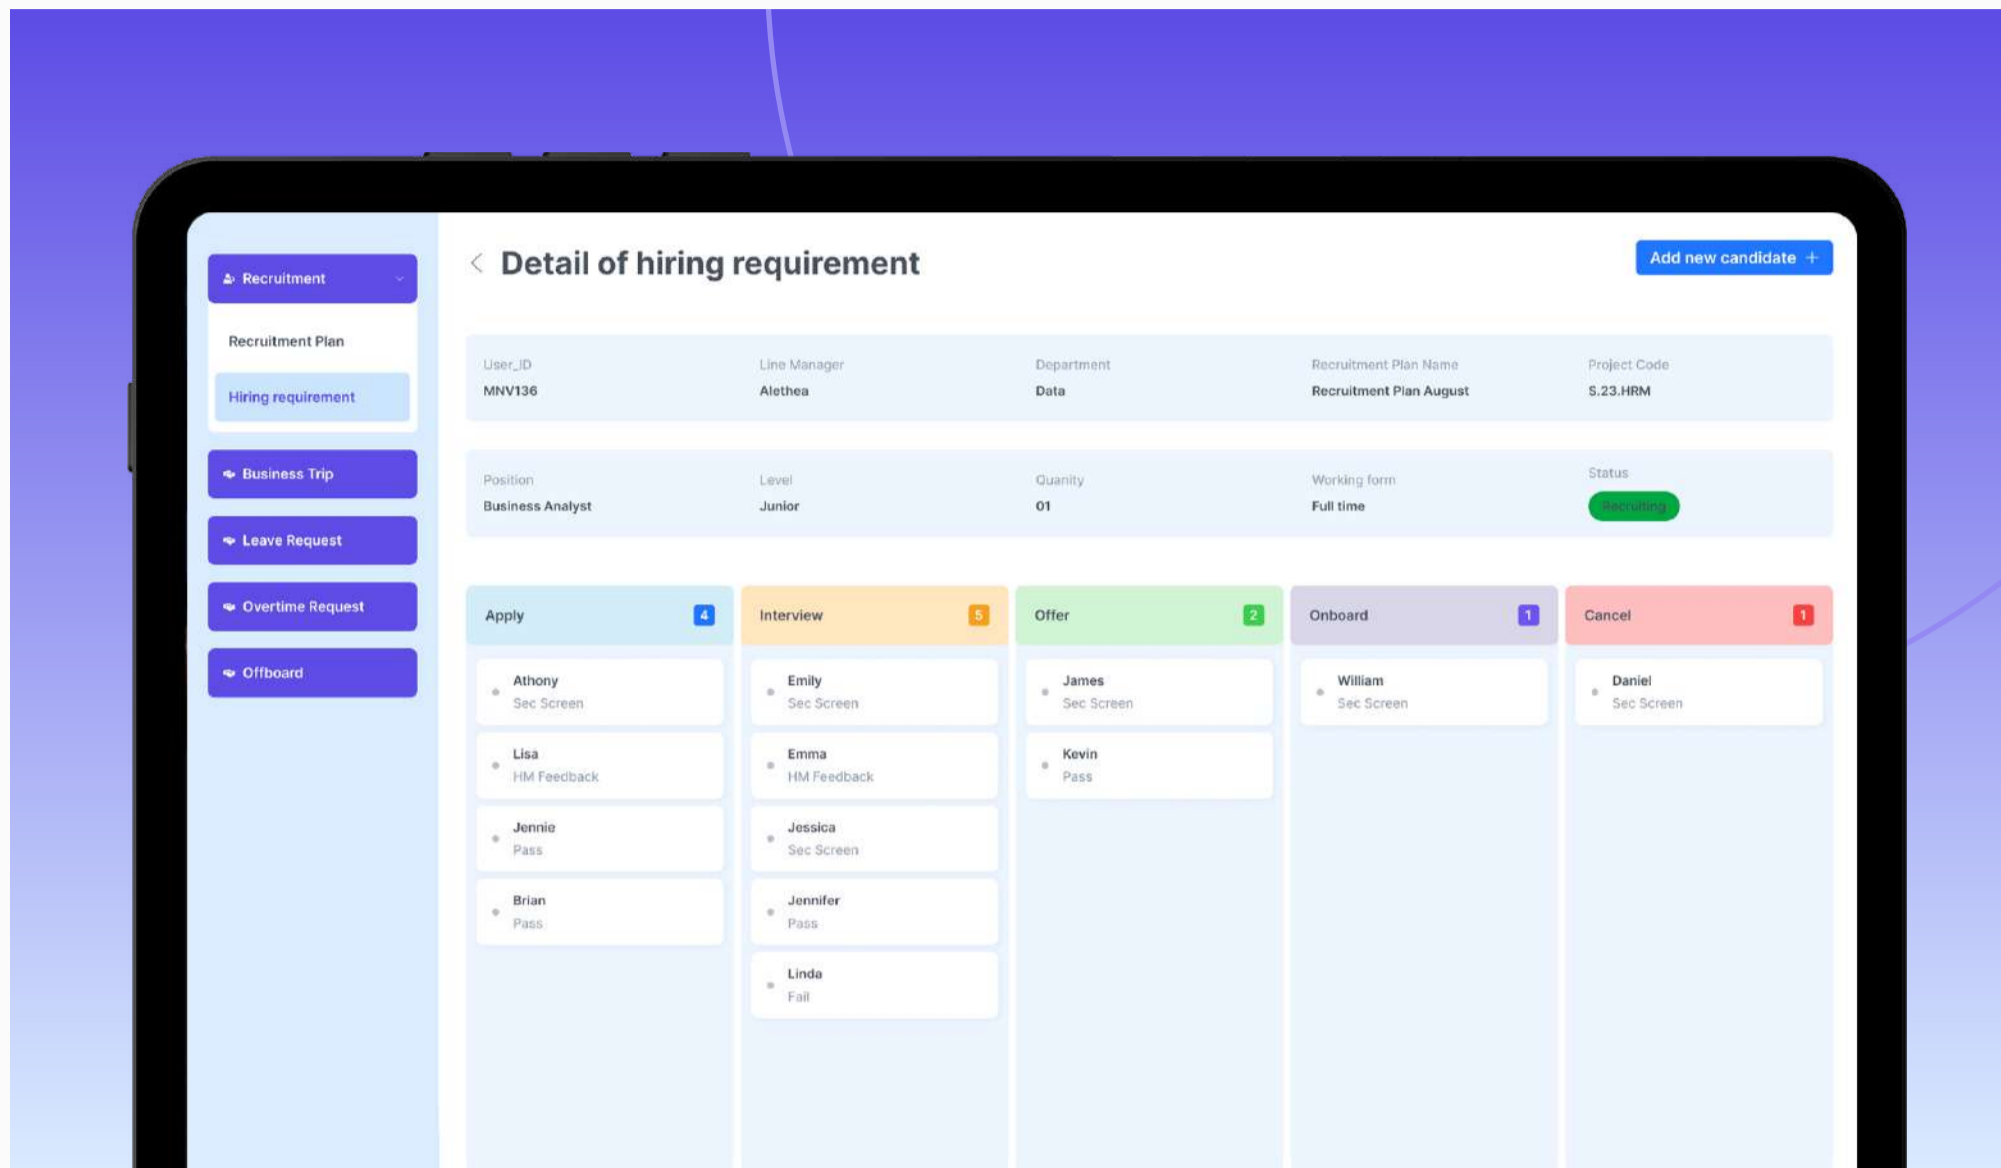 Recruitment
Recruitment Plan
Hiring requirement
Business Trip
Leave Request
Overtime Request
Offboard
Detail of hiring requirement
Add new candidate +
User_ID
MNV136
Line Manager
Alethea
Department
Data
Recruitment Plan Name
Recruitment Plan August
Project Code
S.23.HRM
Position
Business Analyst
Level
Junior
Quanity
01
Working form
Full time
Status
Recruiting
Apply 4
Athony
Sec Screen
Lisa
HM Feedback
Jennie
Pass
Brian
Pass
Interview 5
Emily
Sec Screen
Emma
HM Feedback
Jessica
Sec Screen
Jennifer
Pass
Linda
Fail
Offer 2
James
Sec Screen
Kevin
Pass
Onboard 1
William
Sec Screen
Cancel 1
Daniel
Sec Screen